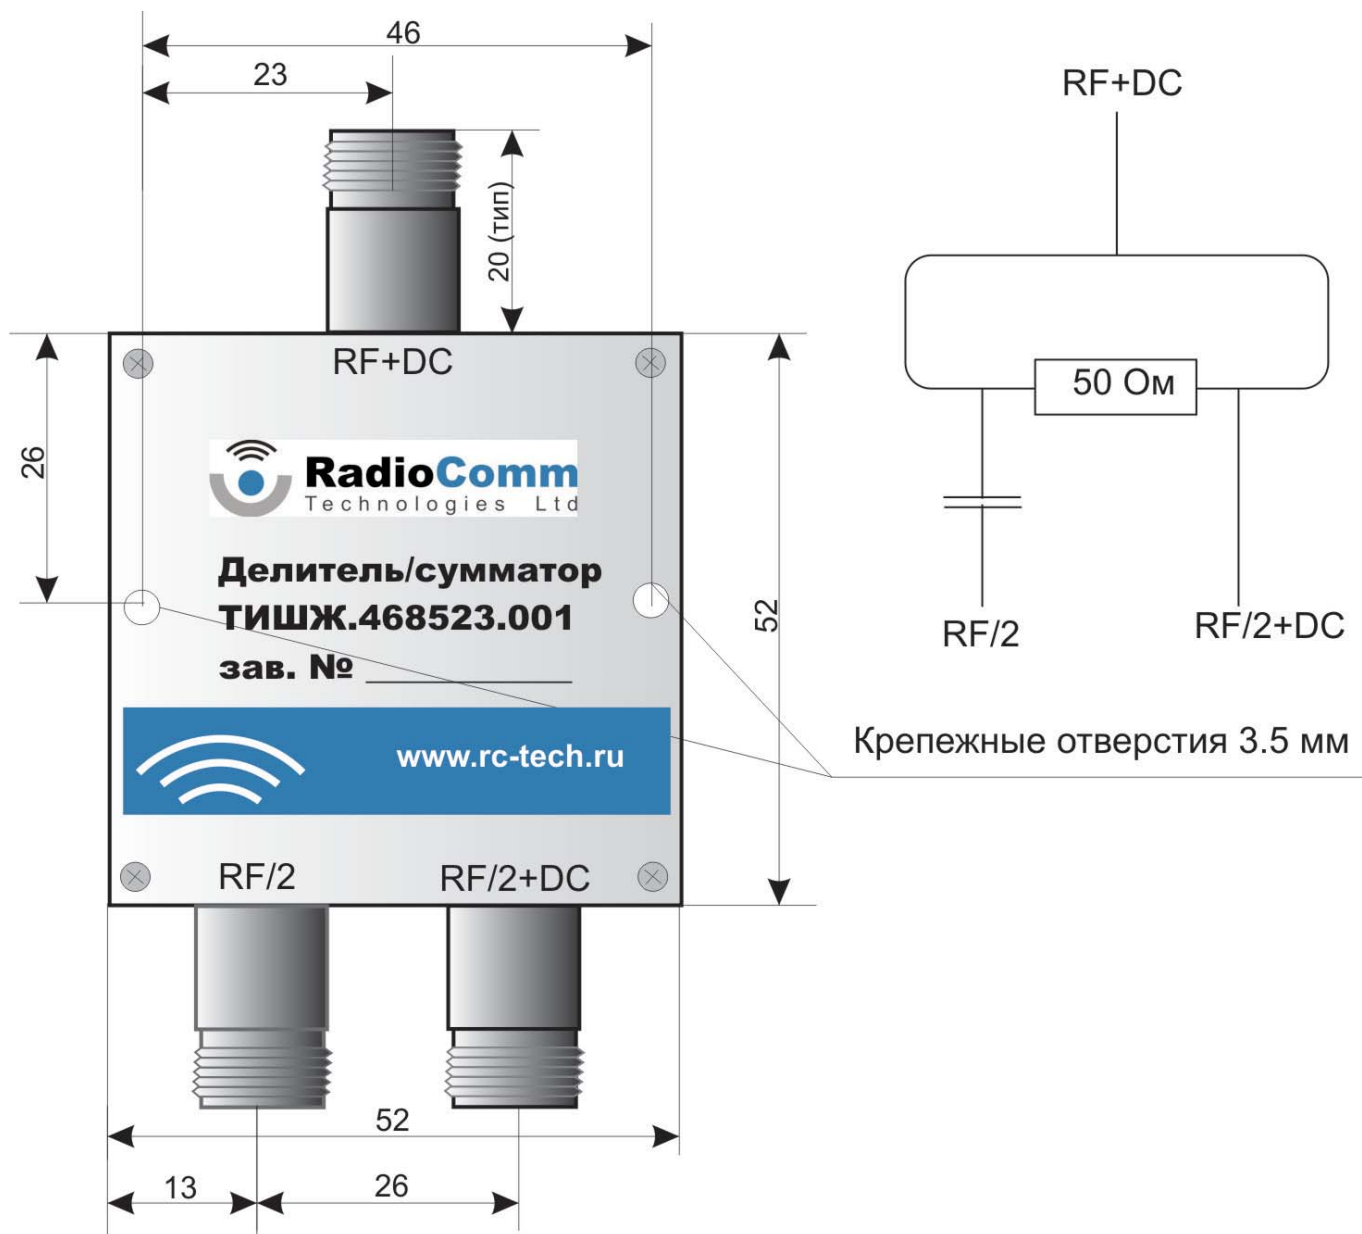 46
23
RF+DC
20 (тип)
RF+DC
50 Ом
26
RadioComm
Technologies Ltd
Делитель/сумматор
ТИШЖ.468523.001
зав. № ____________
52
RF/2
RF/2+DC
Крепежные отверстия 3.5 мм
www.rc-tech.ru
RF/2
RF/2+DC
52
13
26